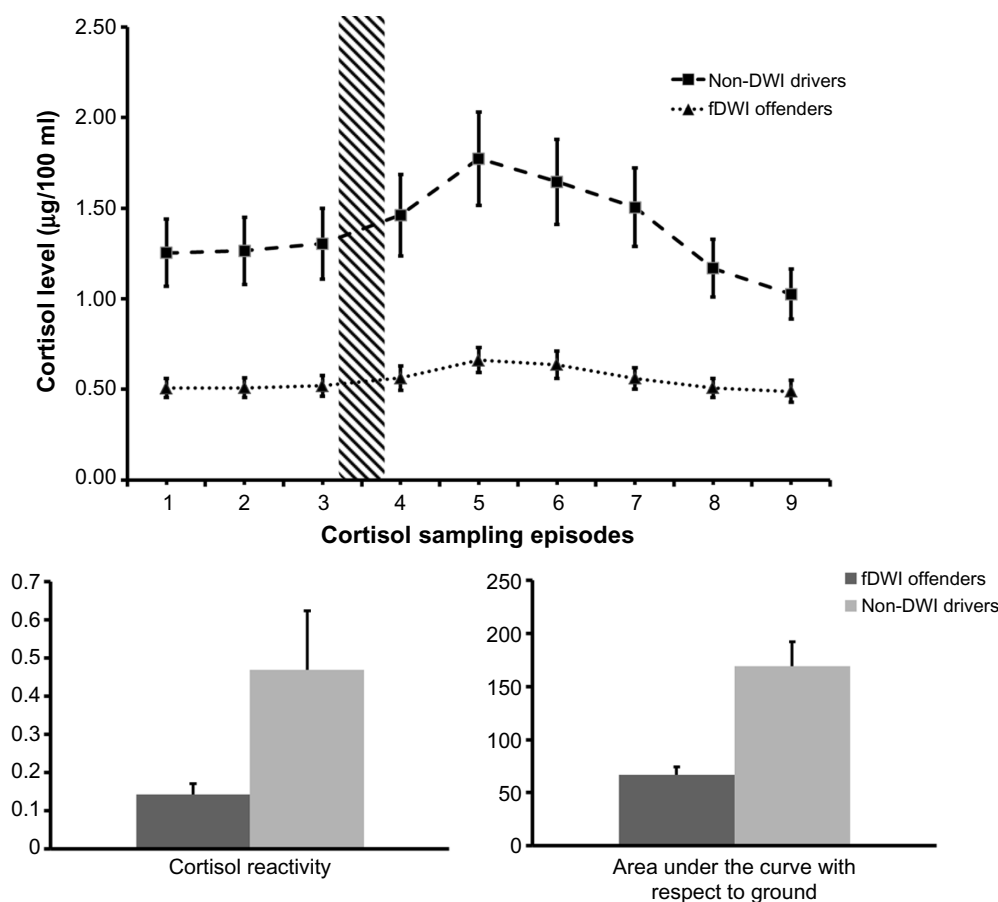 2.50
2.00
1.50
1.00
0.50
0.00
Cortisol level (μg/100 ml)
Non-DWI drivers
fDWI offenders
1 2 3 4 5 6 7 8 9
Cortisol sampling episodes
0.7
0.6
0.5
0.4
0.3
0.2
0.1
0
Cortisol reactivity
250
200
150
100
50
0
fDWI offenders
Non-DWI drivers
Area under the curve with
respect to ground